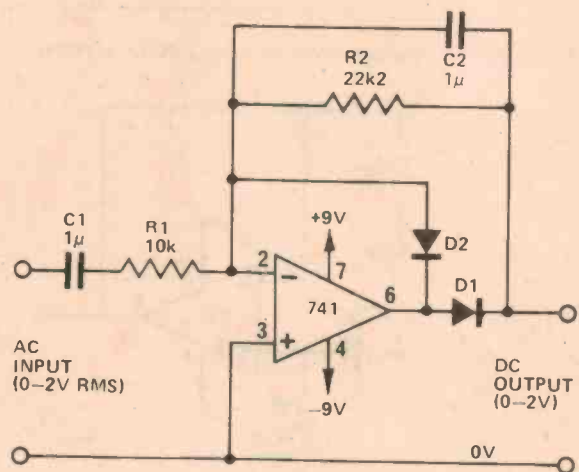 C2
1μ
R2
22k2
C1
1μ
R1
10k
+9V
D2
2
7
6
D1
741
3
4
−9V
AC
INPUT
(0–2V RMS)
DC
OUTPUT
(0–2V)
0V
−
+